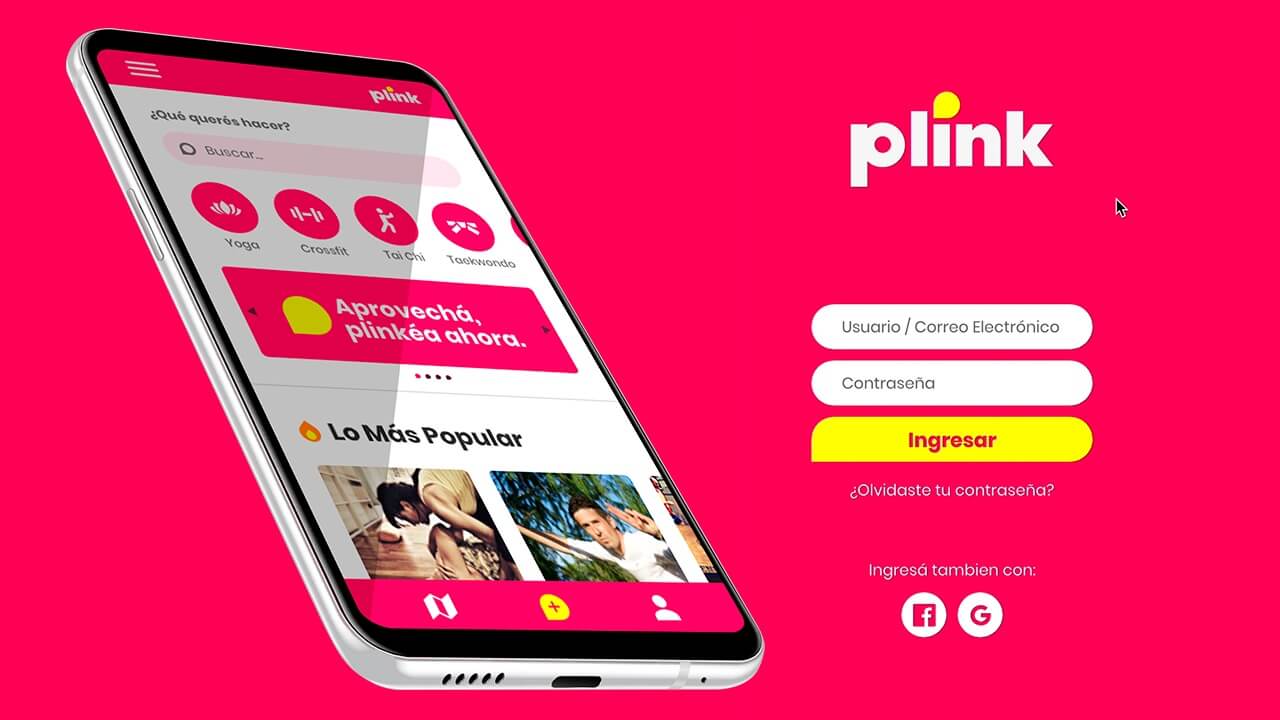 plink
¿Qué querés hacer?
Buscar...
Yoga
Crossfit
Tai Chi
Taekwondo
Aprovechá,
plinkéa ahora.
Lo Más Popular
plink
Usuario / Correo Electrónico
Contraseña
Ingresar
¿Olvidaste tu contraseña?
Ingresá tambien con: